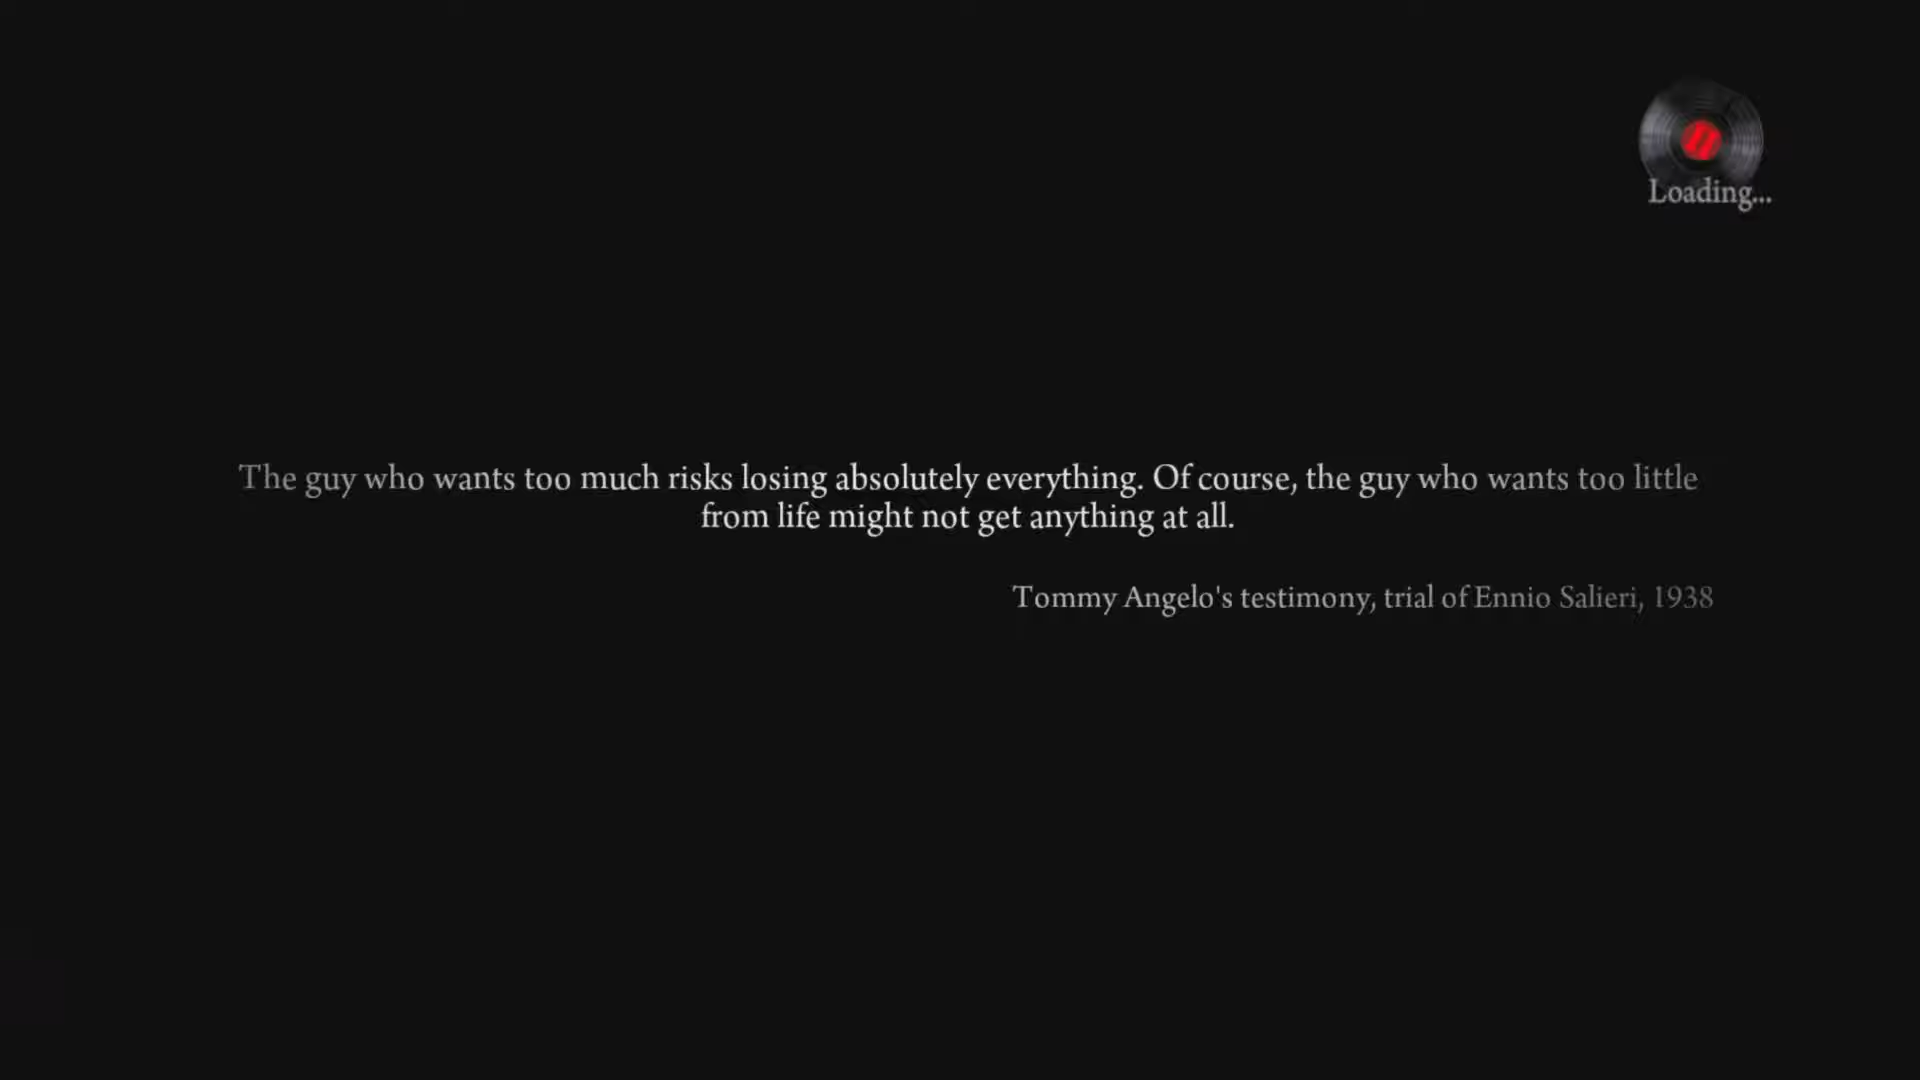 Loading...
The guy who wants too much risks losing absolutely everything. Of course, the guy who wants too little
from life might not get anything at all.
Tommy Angelo's testimony, trial of Ennio Salieri, 1938